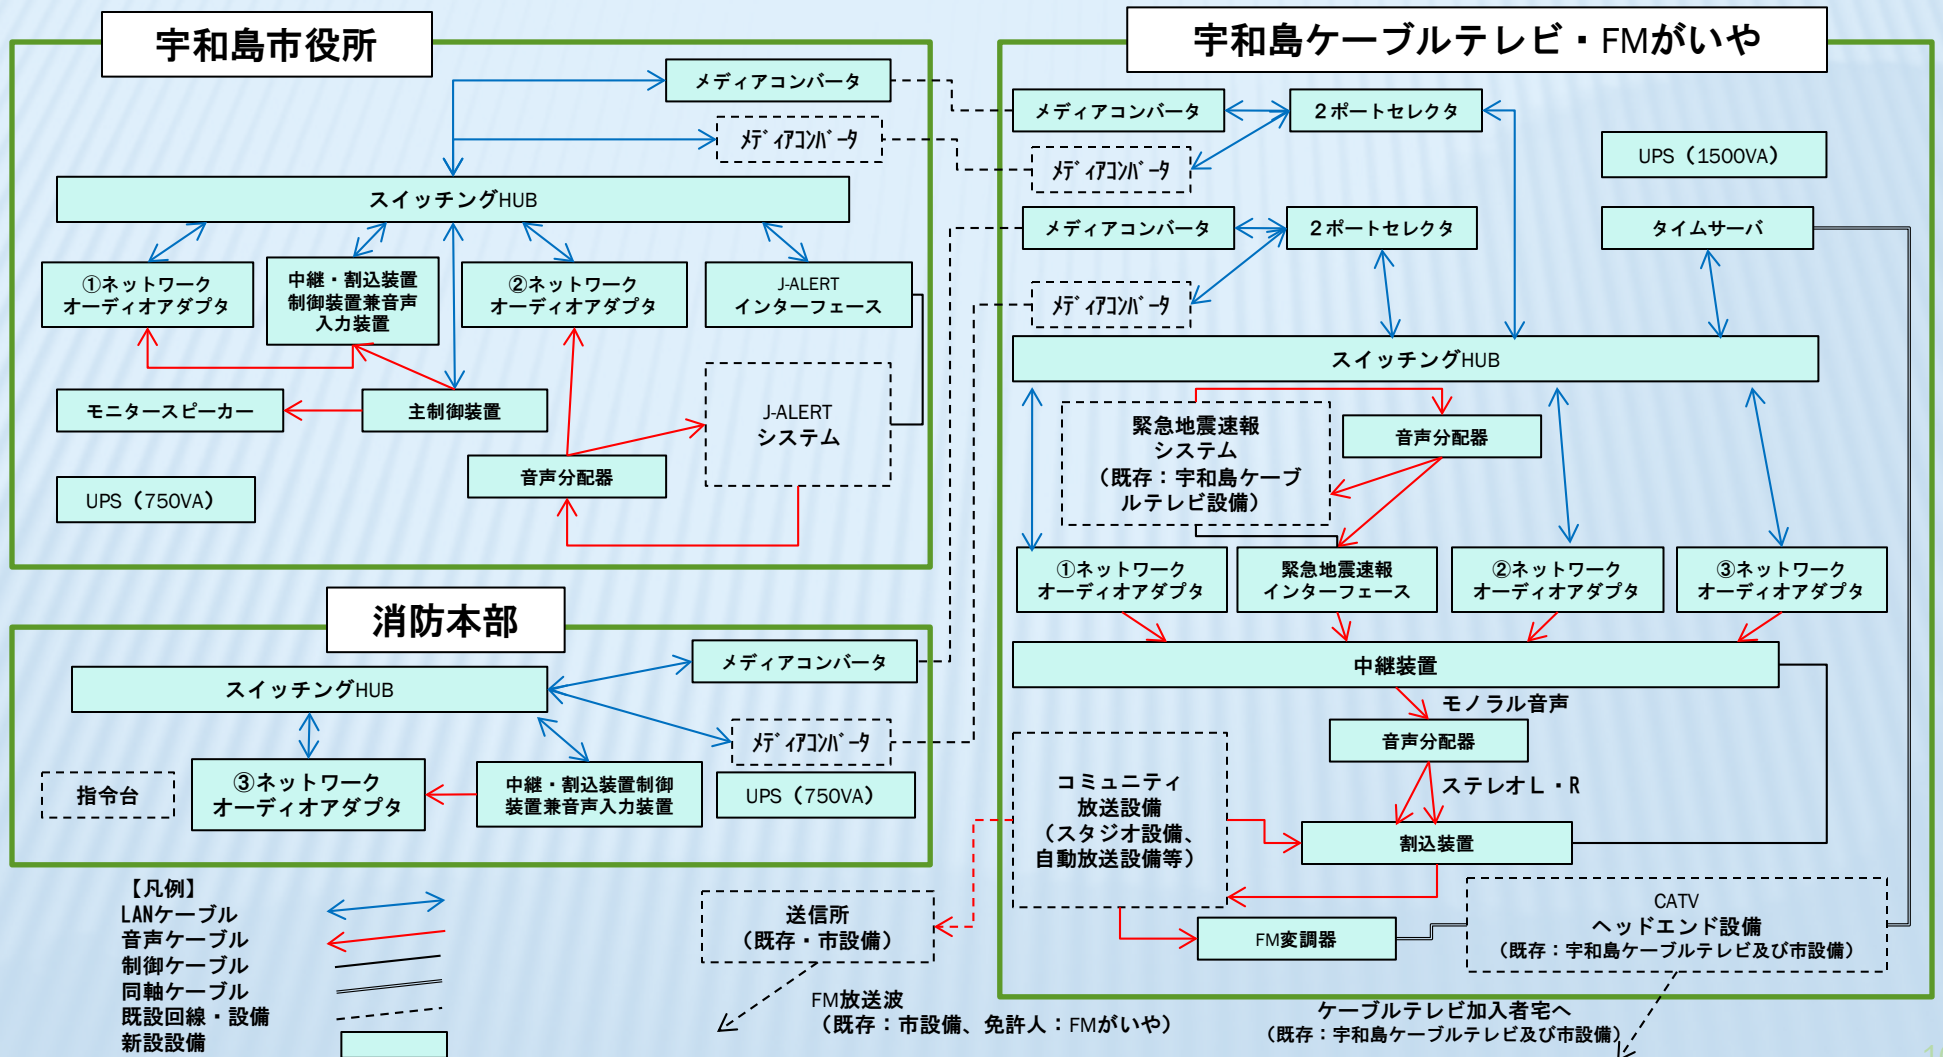 宇和島市役所
メディアコンバータ
ﾒﾃﾞｨｱｺﾝﾊﾞｰﾀ
スイッチングHUB
①ネットワーク
オーディオアダプタ
中継・割込装置
制御装置兼音声
入力装置
②ネットワーク
オーディオアダプタ
J-ALERT
インターフェース
モニタースピーカー
主制御装置
J-ALERT
システム
音声分配器
UPS（750VA）
消防本部
メディアコンバータ
スイッチングHUB
ﾒﾃﾞｨｱｺﾝﾊﾞｰﾀ
指令台
③ネットワーク
オーディオアダプタ
中継・割込装置制御
装置兼音声入力装置
UPS（750VA）
宇和島ケーブルテレビ・FMがいや
メディアコンバータ
２ポートセレクタ
ﾒﾃﾞｨｱｺﾝﾊﾞｰﾀ
UPS（1500VA）
メディアコンバータ
２ポートセレクタ
タイムサーバ
ﾒﾃﾞｨｱｺﾝﾊﾞｰﾀ
スイッチングHUB
緊急地震速報
システム
（既存：宇和島ケーブ
ルテレビ設備）
音声分配器
①ネットワーク
オーディオアダプタ
緊急地震速報
インターフェース
②ネットワーク
オーディオアダプタ
③ネットワーク
オーディオアダプタ
中継装置
モノラル音声
音声分配器
ステレオＬ・R
コミュニティ
放送設備
（スタジオ設備、
自動放送設備等）
割込装置
FM変調器
CATV
ヘッドエンド設備
（既存：宇和島ケーブルテレビ及び市設備）
送信所
（既存・市設備）
FM放送波
（既存：市設備、免許人：FMがいや）
ケーブルテレビ加入者宅へ
（既存：宇和島ケーブルテレビ及び市設備）
【凡例】
LANケーブル
音声ケーブル
制御ケーブル
同軸ケーブル
既設回線・設備
新設設備